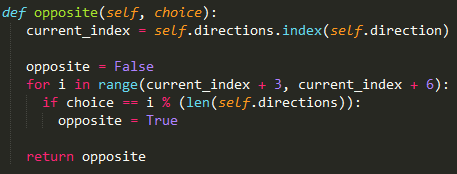 def opposite(self, choice):
    current_index = self.directions.index(self.direction)

    opposite = False
    for i in range(current_index + 3, current_index + 6):
      if choice == i % (len(self.directions)):
        opposite = True

    return opposite